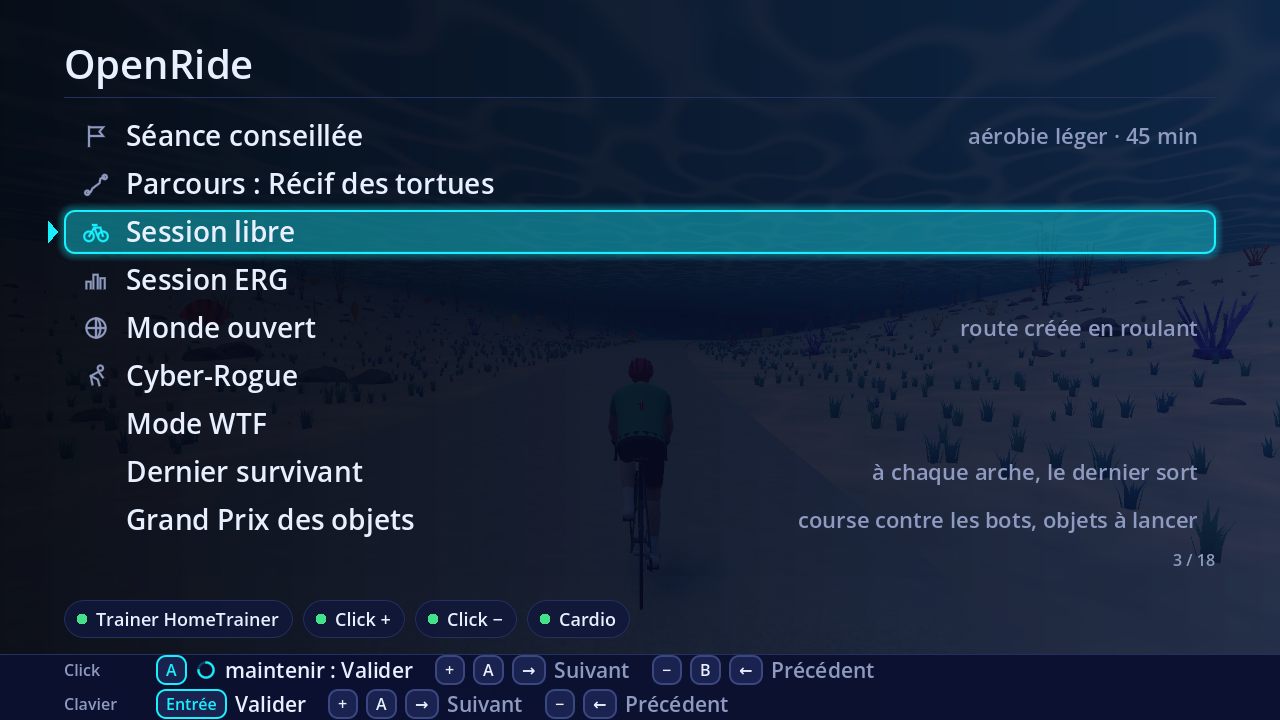 OpenRide
Séance conseillée aérobie léger · 45 min
Parcours : Récif des tortues
Session libre
Session ERG
Monde ouvert route créée en roulant
Cyber-Rogue
Mode WTF
Dernier survivant à chaque arche, le dernier sort
Grand Prix des objets course contre les bots, objets à lancer
3 / 18
Trainer HomeTrainer Click + Click − Cardio
Click A maintenir : Valider + A → Suivant − B ← Précédent
Clavier Entrée Valider + A → Suivant − ← Précédent